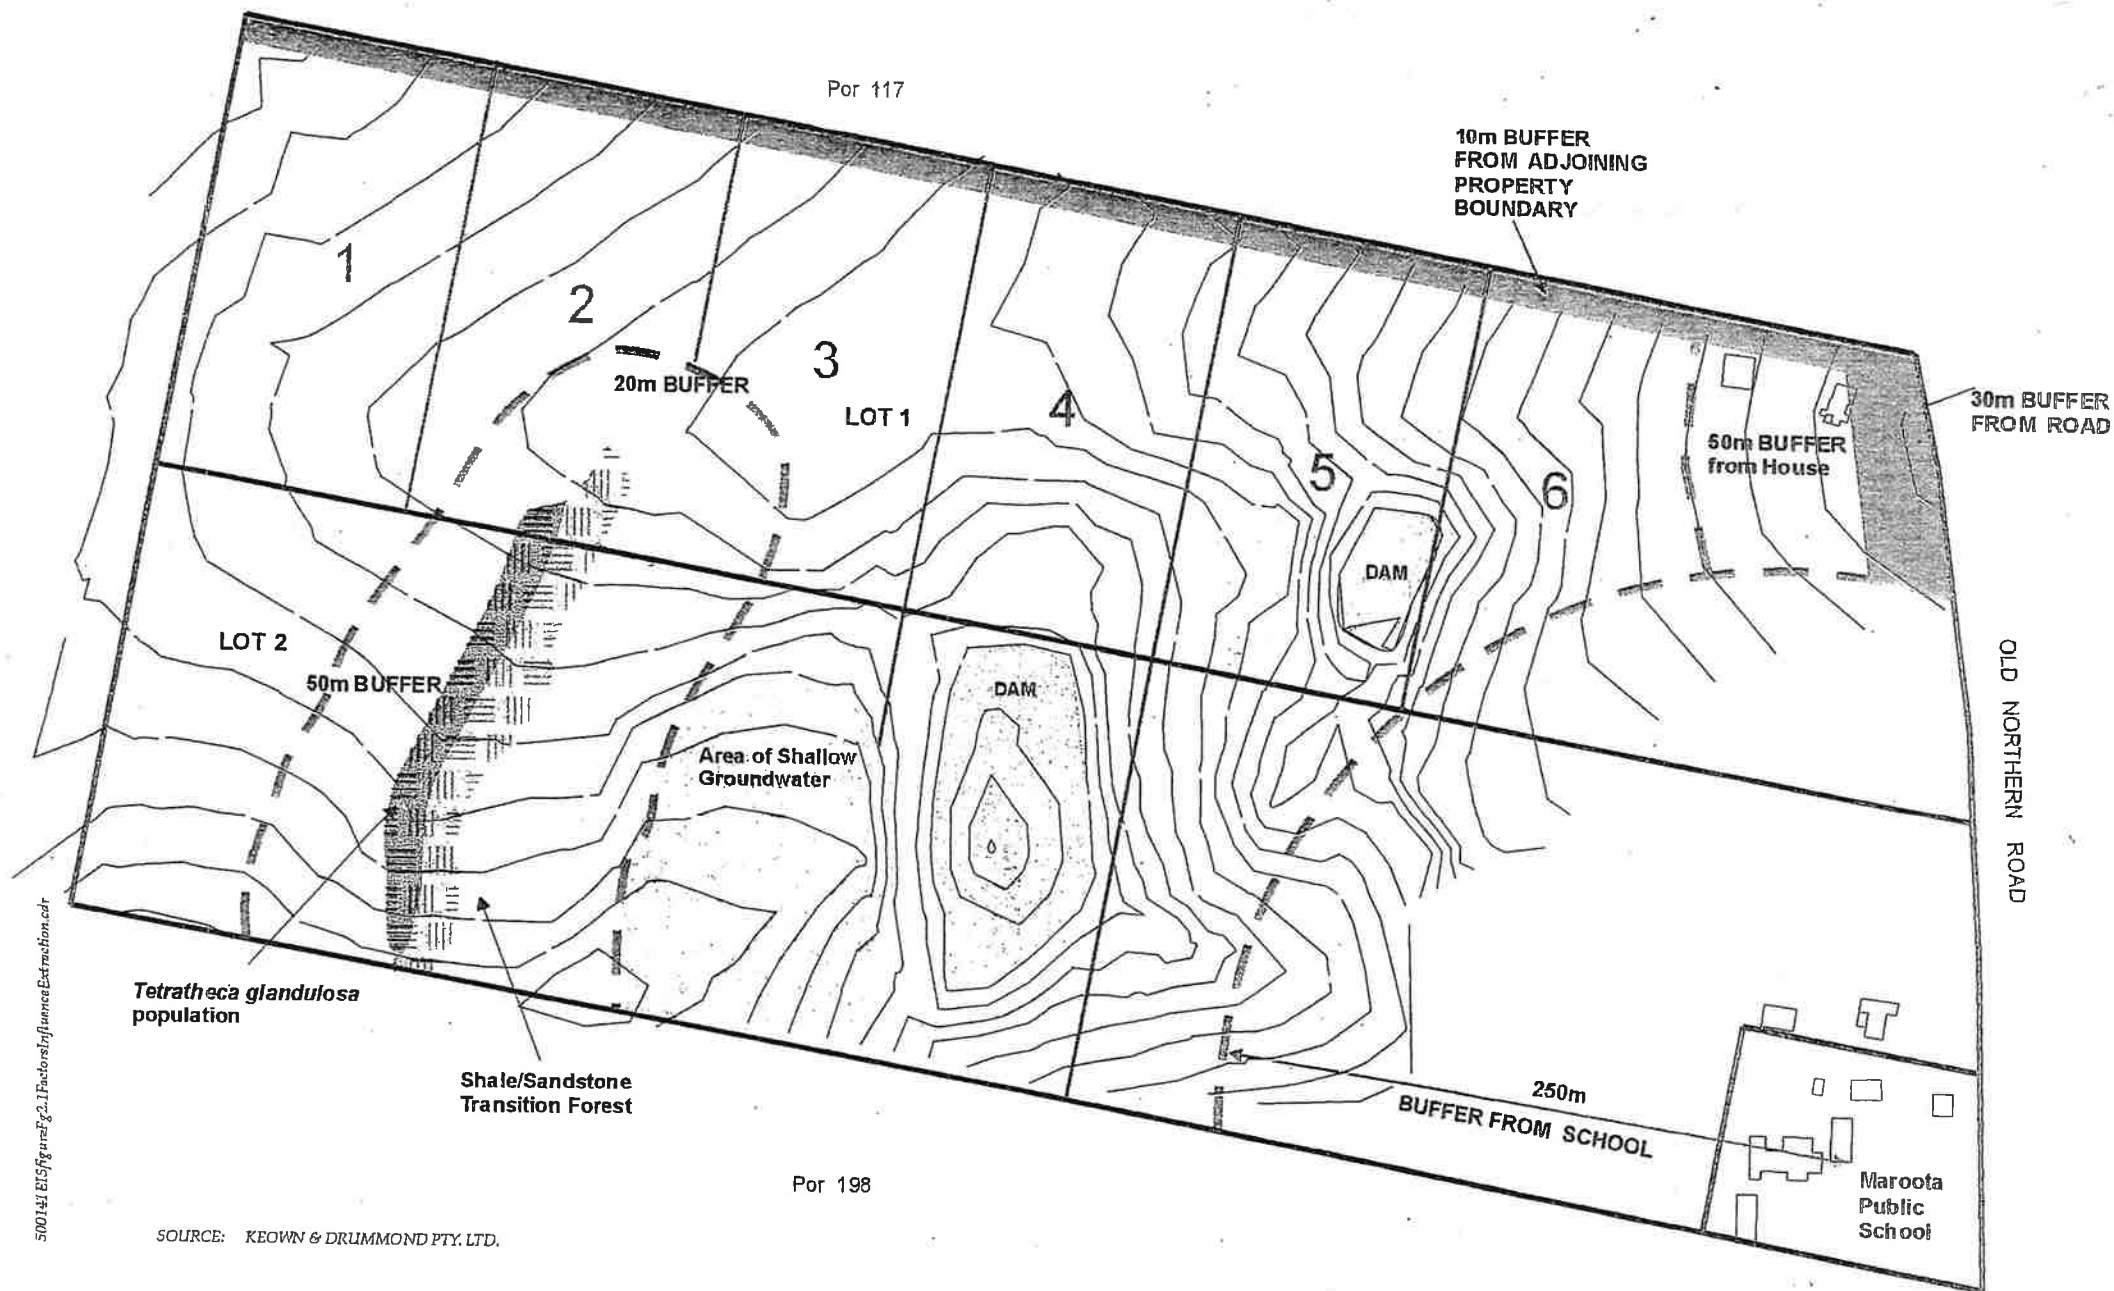 Por 117
10m BUFFER
FROM ADJOINING
PROPERTY
BOUNDARY
1
2
3
4
5
6
20m BUFFER
LOT 1
30m BUFFER
FROM ROAD
50m BUFFER
from House
DAM
LOT 2
50m BUFFER
DAM
Area of Shallow
Groundwater
OLD NORTHERN ROAD
Tetratheca glandulosa
population
Shale/Sandstone
Transition Forest
250m
BUFFER FROM SCHOOL
Maroota
Public
School
Por 198
SOURCE: KEOWN & DRUMMOND PTY. LTD.
500141 EISfigurezFg2.1FactorsInfluenceExtraction.cdr